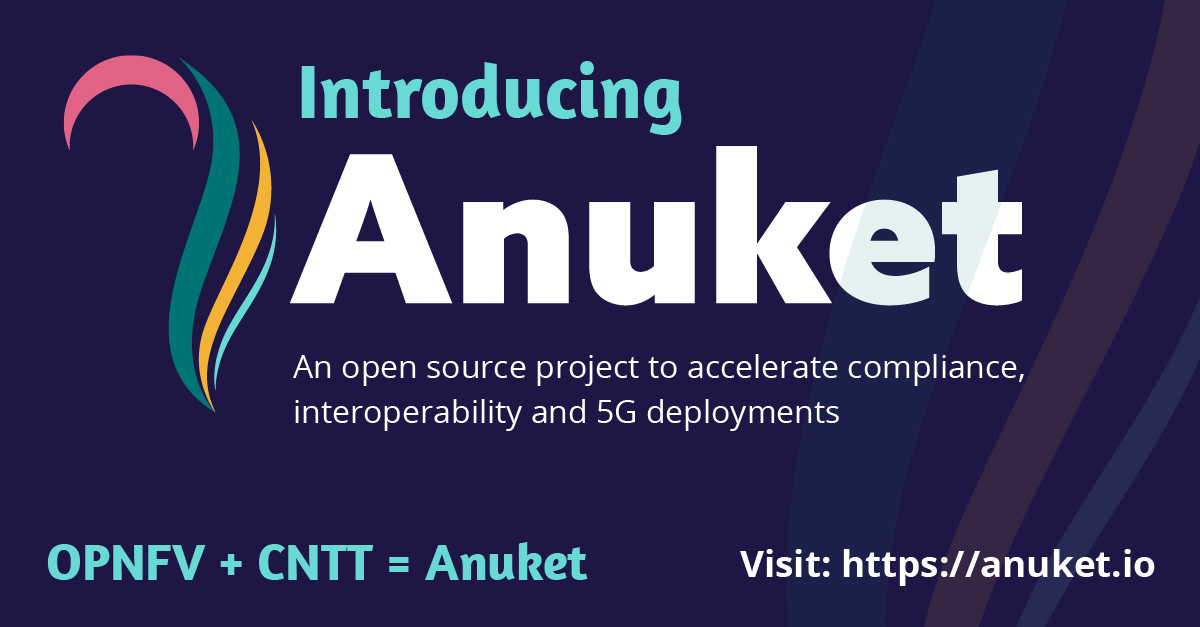 Introducing
Anuket
An open source project to accelerate compliance,
interoperability and 5G deployments
OPNFV + CNTT = Anuket
Visit: https://anuket.io